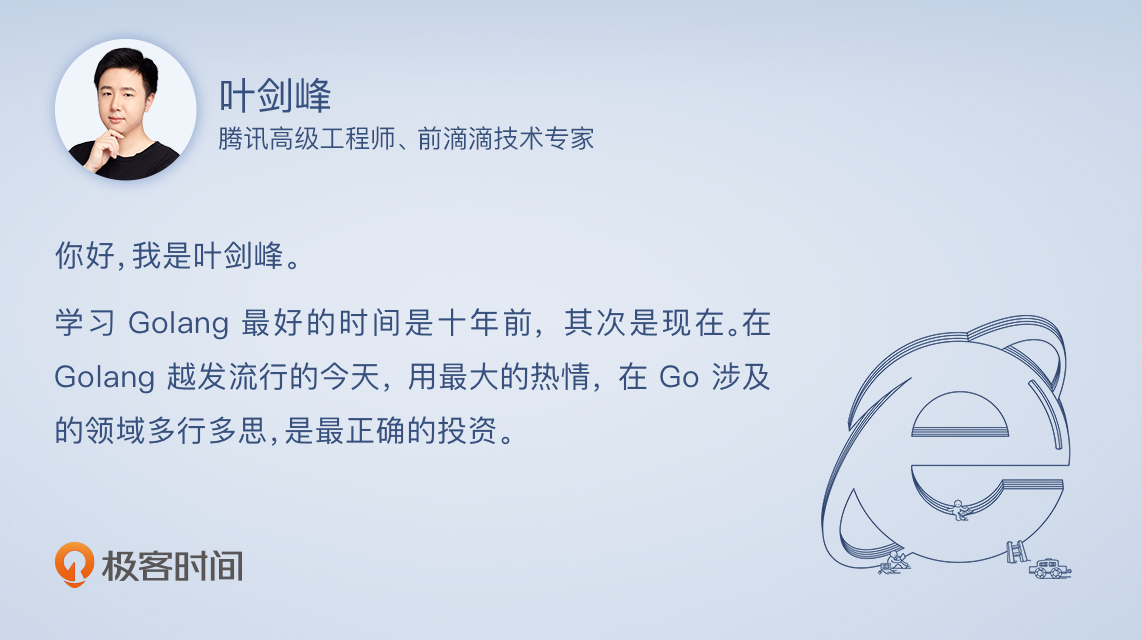 叶剑峰
腾讯高级工程师、前滴滴技术专家
你好,我是叶剑峰。
学习 Golang 最好的时间是十年前，其次是现在。在
Golang 越发流行的今天，用最大的热情，在 Go 涉及
的领域多行多思,是最正确的投资。
极客时间